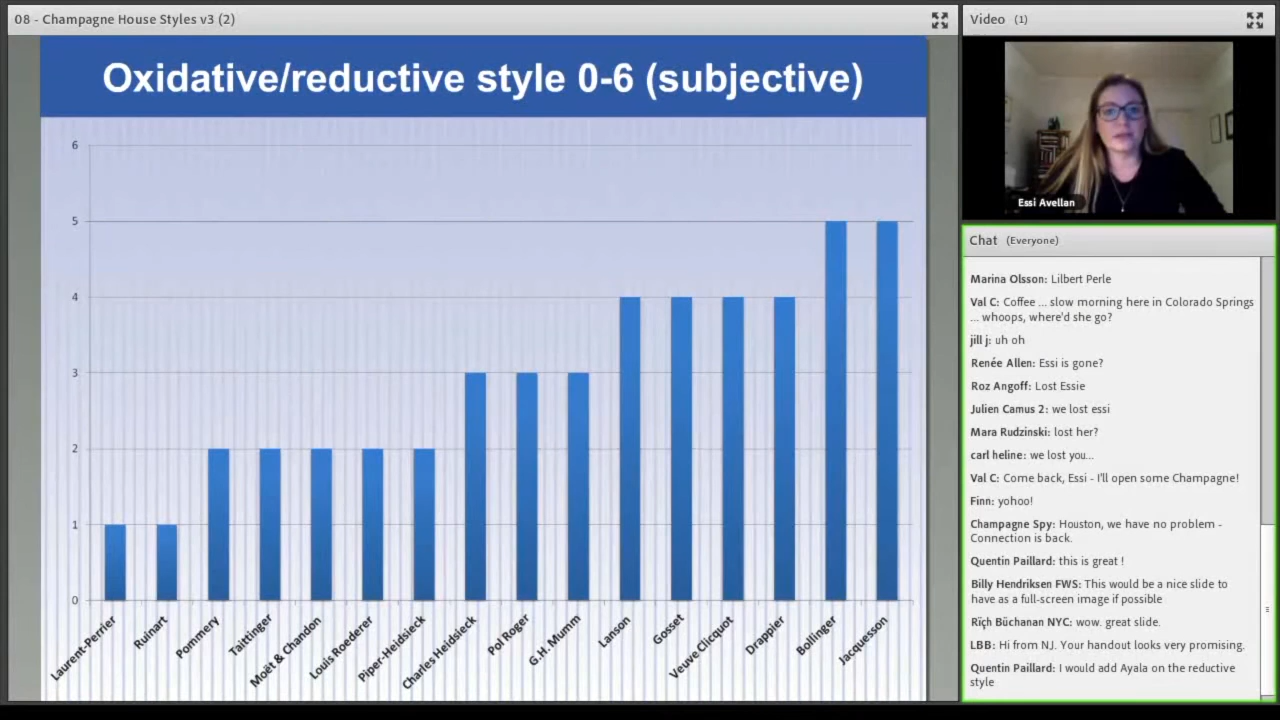 08 - Champagne House Styles v3 (2)
Oxidative/reductive style 0-6 (subjective)
6
5
4
3
2
1
0
Laurent-Perrier
Ruinart
Pommery
Taittinger
Moët & Chandon
Louis Roederer
Piper-Heidsieck
Charles Heidsieck
Pol Roger
G.H. Mumm
Lanson
Gosset
Veuve Clicquot
Drappier
Bollinger
Jacquesson
Video (1)
Essi Avellan
Chat (Everyone)
Marina Olsson: Lilbert Perle
Val C: Coffee ... slow morning here in Colorado Springs
... whoops, where'd she go?
jill j: uh oh
Renée Allen: Essi is gone?
Roz Angoff: Lost Essie
Julien Camus 2: we lost essi
Mara Rudzinski: lost her?
carl heline: we lost you...
Val C: Come back, Essi - I'll open some Champagne!
Finn: yohoo!
Champagne Spy: Houston, we have no problem -
Connection is back.
Quentin Paillard: this is great !
Billy Hendriksen FWS: This would be a nice slide to
have as a full-screen image if possible
Rïçh Büchanan NYC: wow. great slide.
LBB: Hi from NJ. Your handout looks very promising.
Quentin Paillard: I would add Ayala on the reductive
style